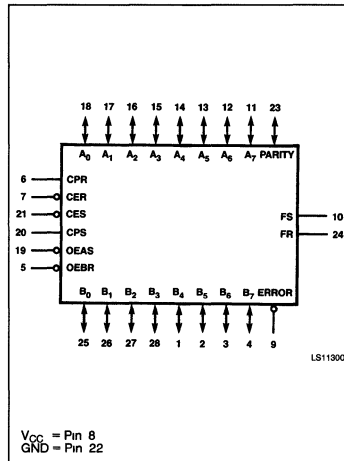 18 17 16 15 14 13 12 11 23
A0 A1 A2 A3 A4 A5 A6 A7 PARITY
6 CPR
7 CER
21 CES
20 CPS
19 OEAS
5 OEBR
FS 10
FR 24
B0 B1 B2 B3 B4 B5 B6 B7 ERROR
25 26 27 28 1 2 3 4 9
LS11300
VCC = Pin 8
GND = Pin 22